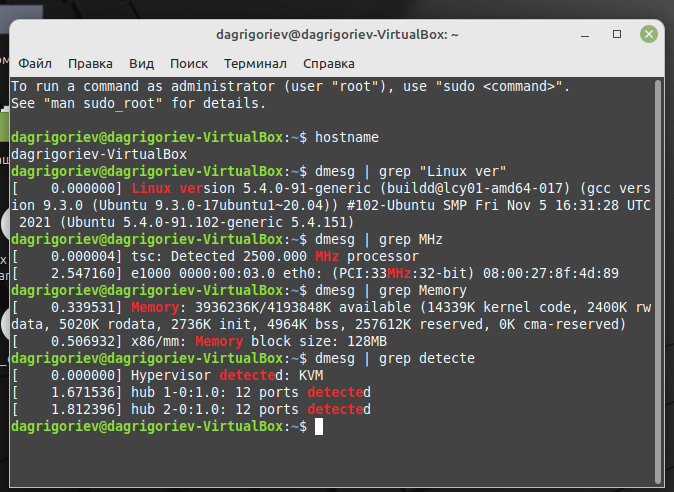 dagrigoriev@dagrigoriev-VirtualBox: ~
Файл Правка Вид Поиск Терминал Справка
To run a command as administrator (user "root"), use "sudo <command>".
See "man sudo_root" for details.
dagrigoriev@dagrigoriev-VirtualBox:~$ hostname
dagrigoriev-VirtualBox
dagrigoriev@dagrigoriev-VirtualBox:~$ dmesg | grep "Linux ver"
[    0.000000] Linux version 5.4.0-91-generic (buildd@lcy01-amd64-017) (gcc vers
ion 9.3.0 (Ubuntu 9.3.0-17ubuntu1~20.04)) #102-Ubuntu SMP Fri Nov 5 16:31:28 UTC
 2021 (Ubuntu 5.4.0-91.102-generic 5.4.151)
dagrigoriev@dagrigoriev-VirtualBox:~$ dmesg | grep MHz
[    0.000004] tsc: Detected 2500.000 MHz processor
[    2.547160] e1000 0000:00:03.0 eth0: (PCI:33MHz:32-bit) 08:00:27:8f:4d:89
dagrigoriev@dagrigoriev-VirtualBox:~$ dmesg | grep Memory
[    0.339531] Memory: 3936236K/4193848K available (14339K kernel code, 2400K rw
data, 5020K rodata, 2736K init, 4964K bss, 257612K reserved, 0K cma-reserved)
[    0.506932] x86/mm: Memory block size: 128MB
dagrigoriev@dagrigoriev-VirtualBox:~$ dmesg | grep detecte
[    0.000000] Hypervisor detected: KVM
[    1.671536] hub 1-0:1.0: 12 ports detected
[    1.812396] hub 2-0:1.0: 12 ports detected
dagrigoriev@dagrigoriev-VirtualBox:~$